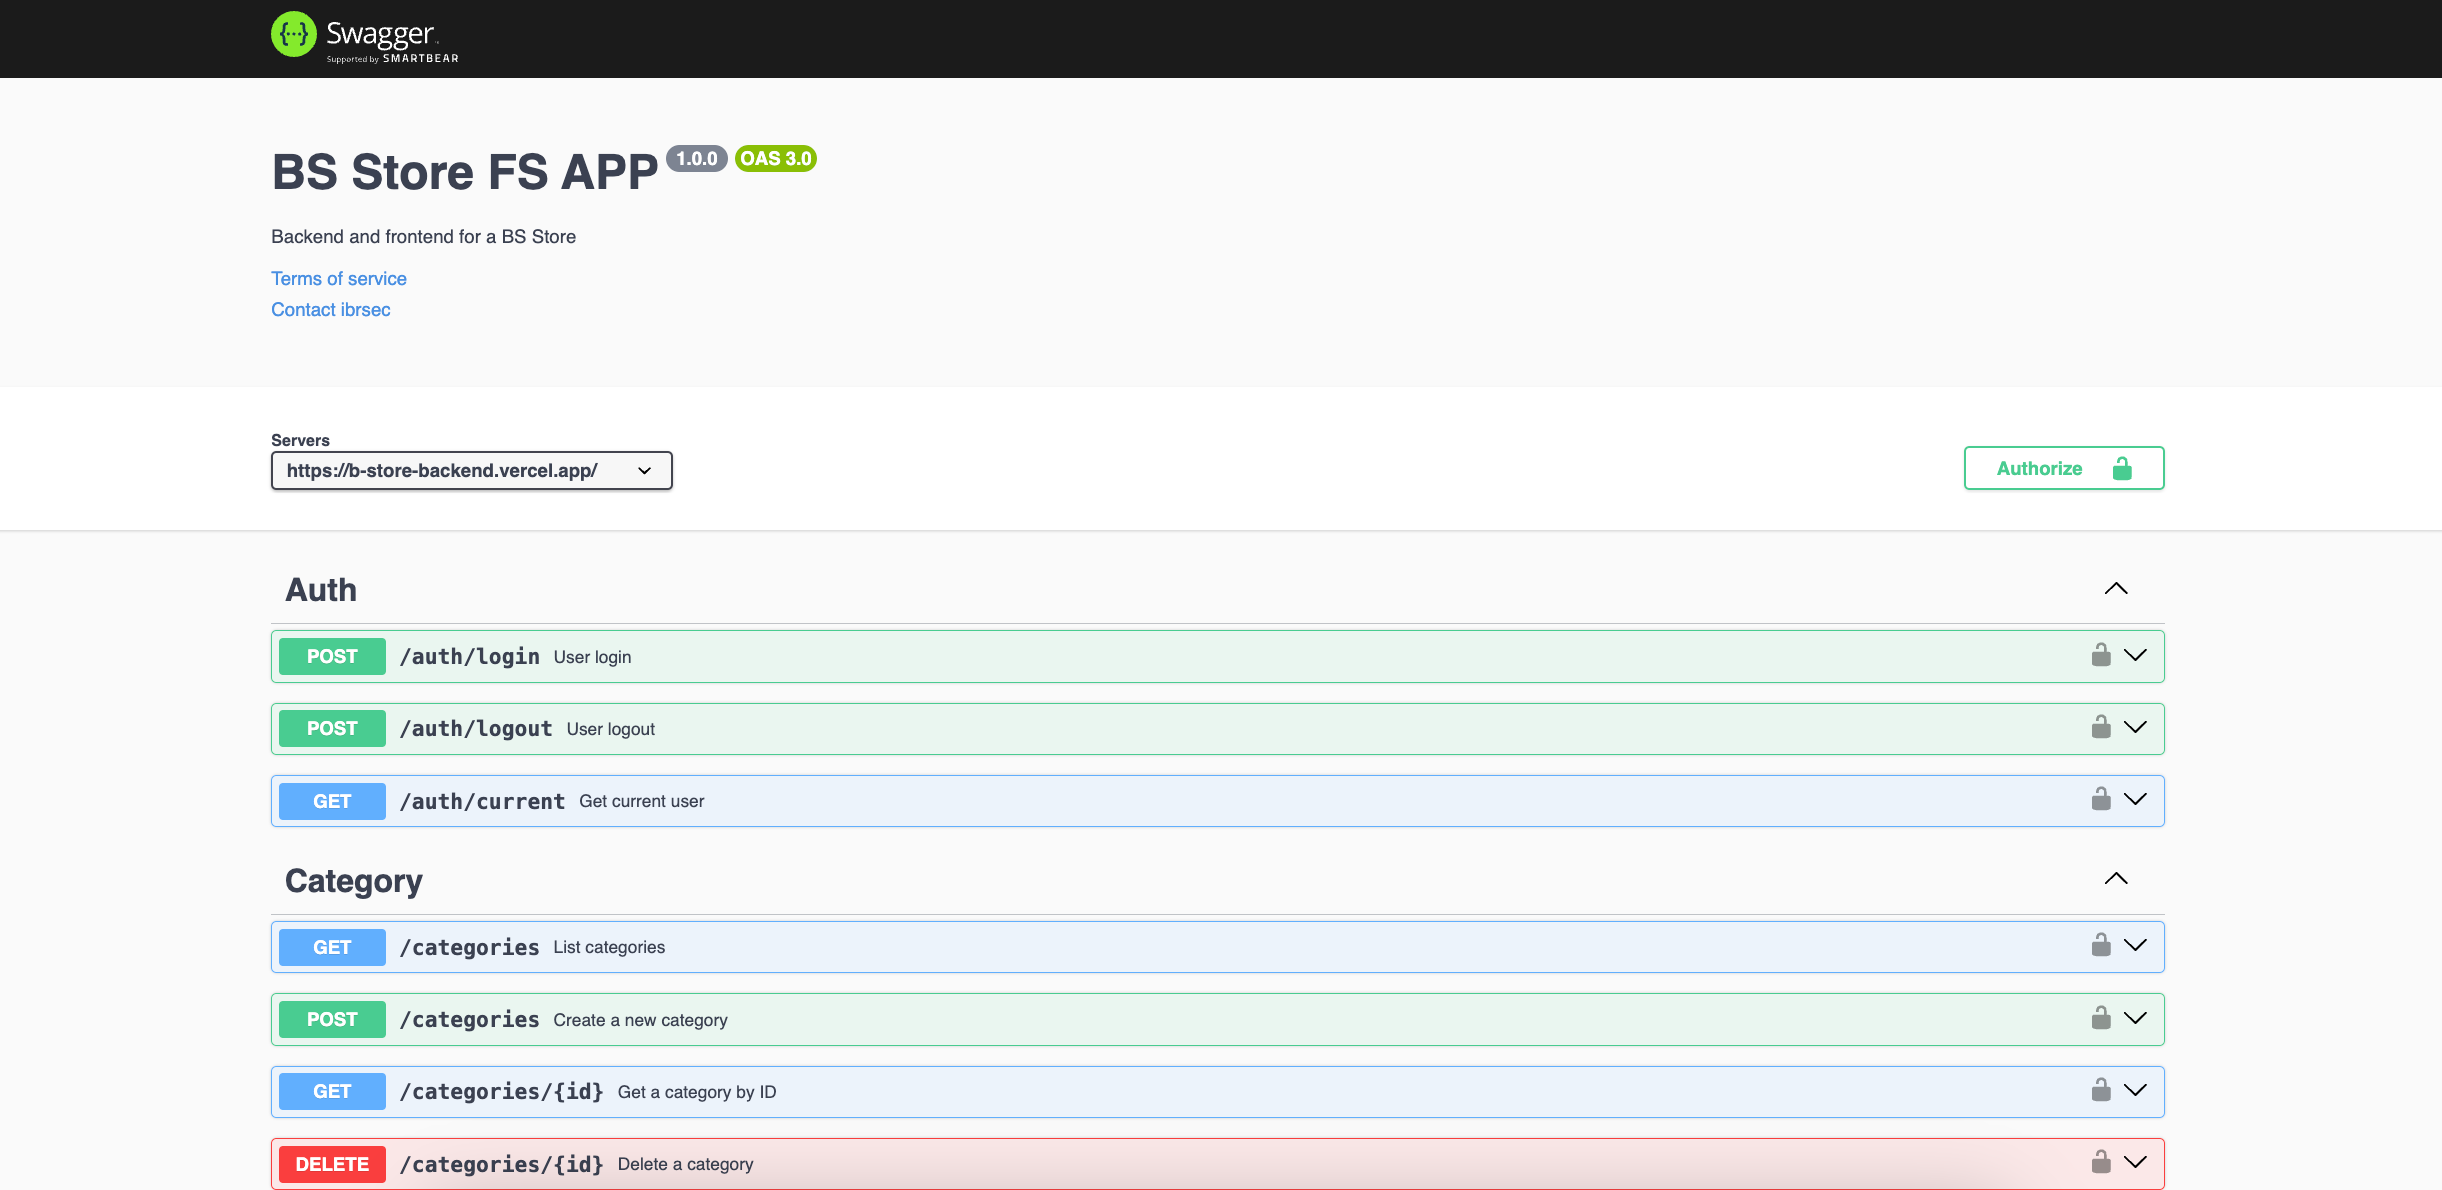 Swagger
Supported by SMARTBEAR
BS Store FS APP 1.0.0 OAS 3.0
Backend and frontend for a BS Store
Terms of service
Contact ibrsec
Servers
https://b-store-backend.vercel.app/
Authorize
Auth
POST /auth/login User login
POST /auth/logout User logout
GET /auth/current Get current user
Category
GET /categories List categories
POST /categories Create a new category
GET /categories/{id} Get a category by ID
DELETE /categories/{id} Delete a category